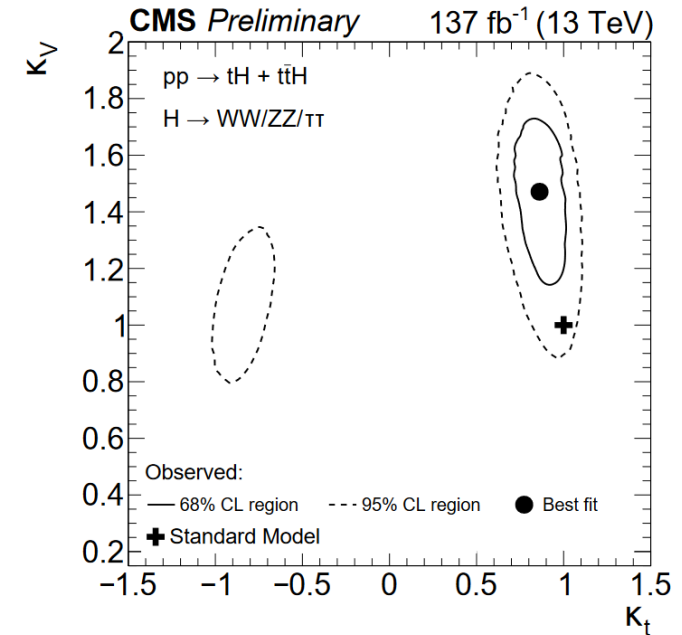 CMS Preliminary 137 fb⁻¹ (13 TeV)
κ_V
2
1.8
1.6
1.4
1.2
1
0.8
0.6
0.4
0.2
pp → tH + tt̄H
H → WW/ZZ/ττ
Observed:
68% CL region 95% CL region Best fit
Standard Model
−1.5 −1 −0.5 0 0.5 1 1.5
κ_t